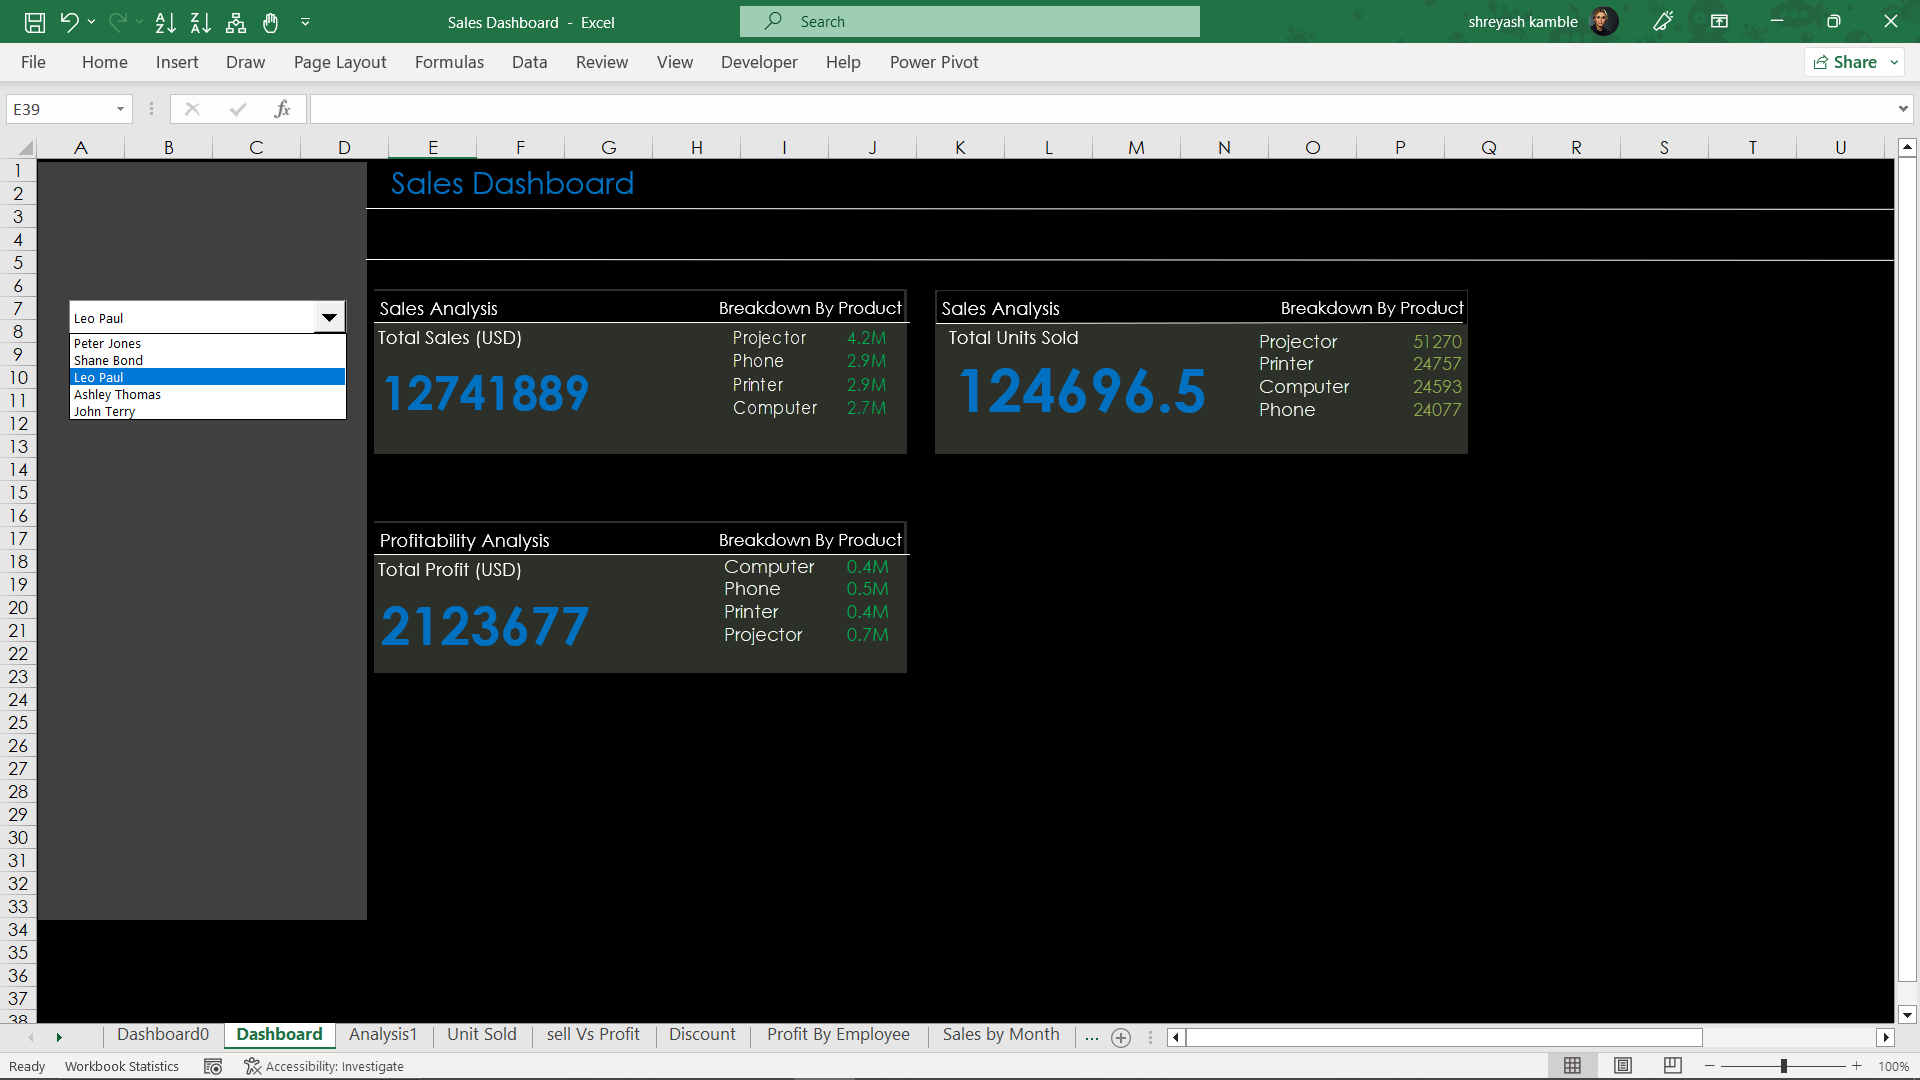 Sales Dashboard - Excel
Search
shreyash kamble
File Home Insert Draw Page Layout Formulas Data Review View Developer Help Power Pivot
Share
E39
fx
A B C D E F G H I J K L M N O P Q R S T U
1
2
3
4
5
6
7
8
9
10
11
12
13
14
15
16
17
18
19
20
21
22
23
24
25
26
27
28
29
30
31
32
33
34
35
36
37
38
Sales Dashboard
Leo Paul
Peter Jones
Shane Bond
Leo Paul
Ashley Thomas
John Terry
Sales Analysis Breakdown By Product
Total Sales (USD)
12741889
Projector 4.2M
Phone 2.9M
Printer 2.9M
Computer 2.7M
Sales Analysis Breakdown By Product
Total Units Sold
124696.5
Projector 51270
Printer 24757
Computer 24593
Phone 24077
Profitability Analysis Breakdown By Product
Total Profit (USD)
2123677
Computer 0.4M
Phone 0.5M
Printer 0.4M
Projector 0.7M
Dashboard0 Dashboard Analysis1 Unit Sold sell Vs Profit Discount Profit By Employee Sales by Month ...
Ready Workbook Statistics Accessibility: Investigate 100%